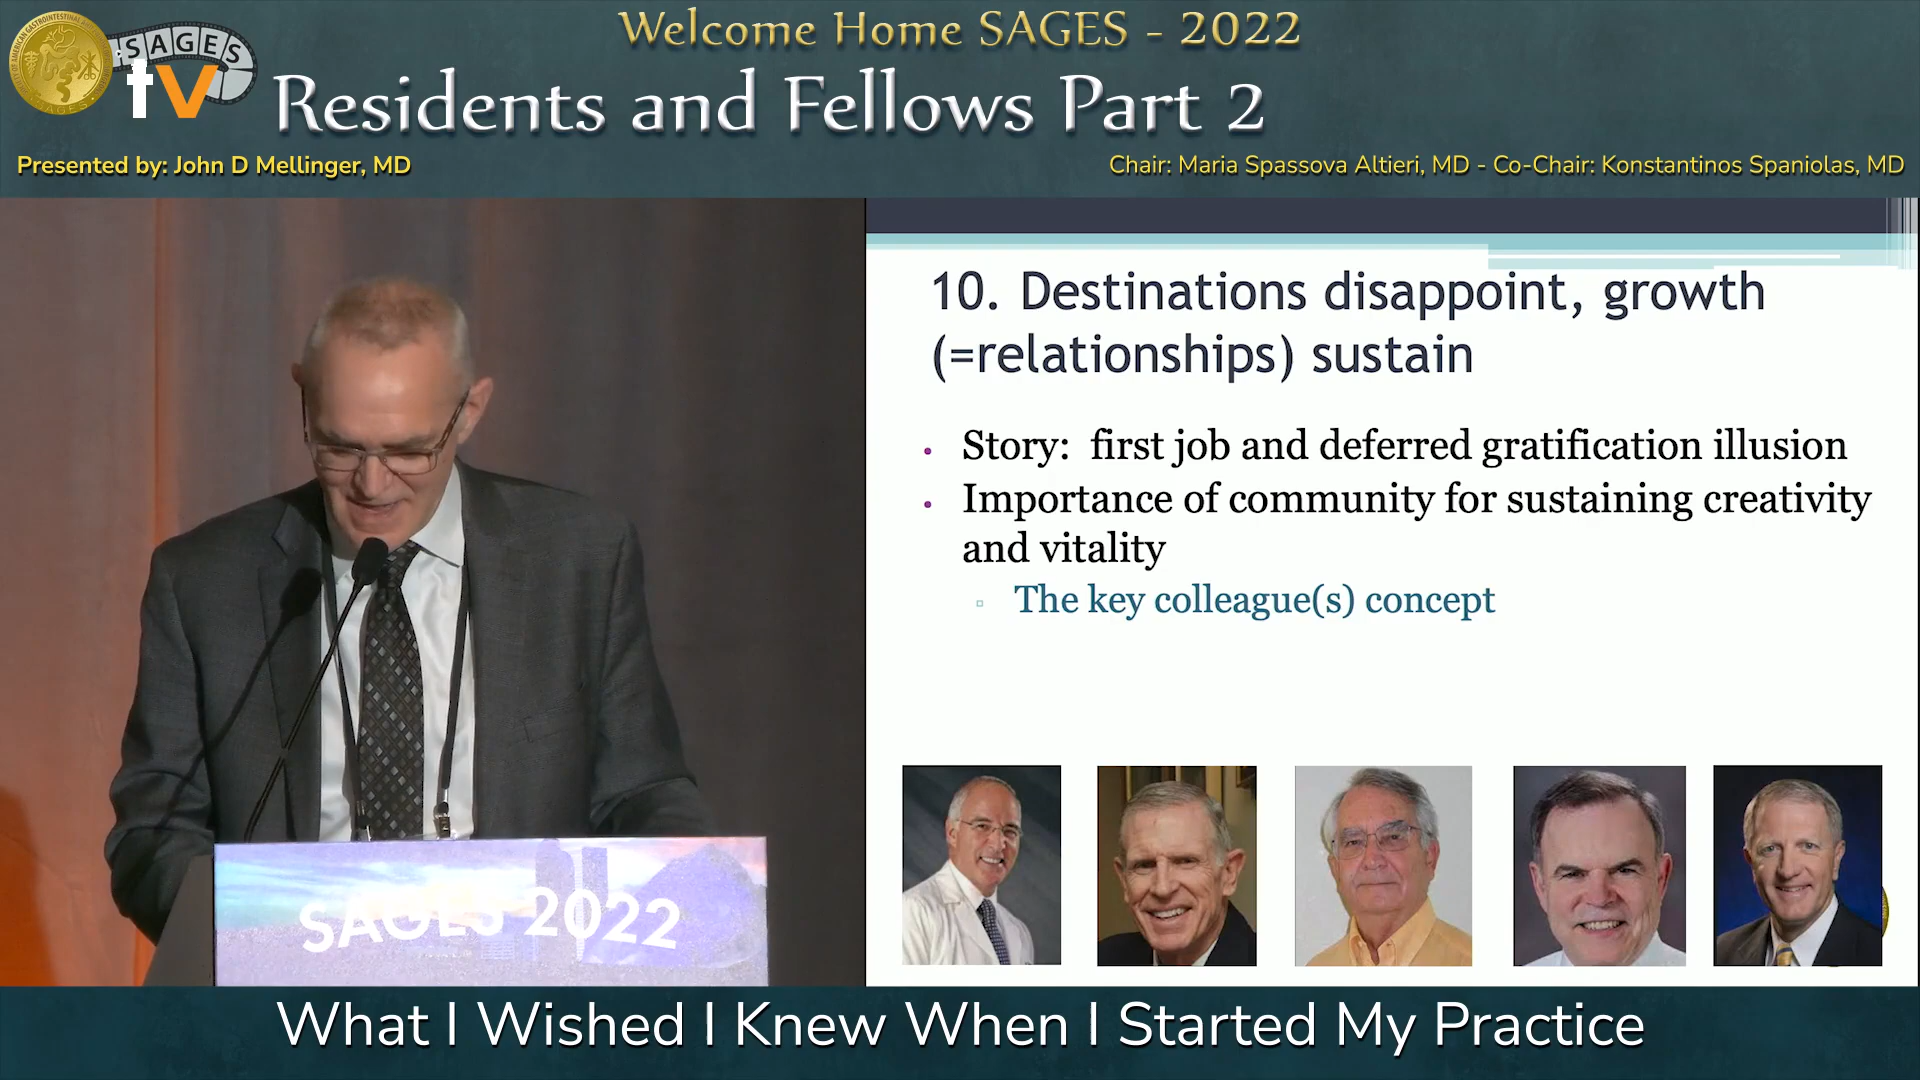 Welcome Home SAGES - 2022
SAGES
tv
Residents and Fellows Part 2
Presented by: John D Mellinger, MD
Chair: Maria Spassova Altieri, MD - Co-Chair: Konstantinos Spaniolas, MD
10. Destinations disappoint, growth
(=relationships) sustain
• Story: first job and deferred gratification illusion
• Importance of community for sustaining creativity
and vitality
▫ The key colleague(s) concept
SAGES 2022
What I Wished I Knew When I Started My Practice